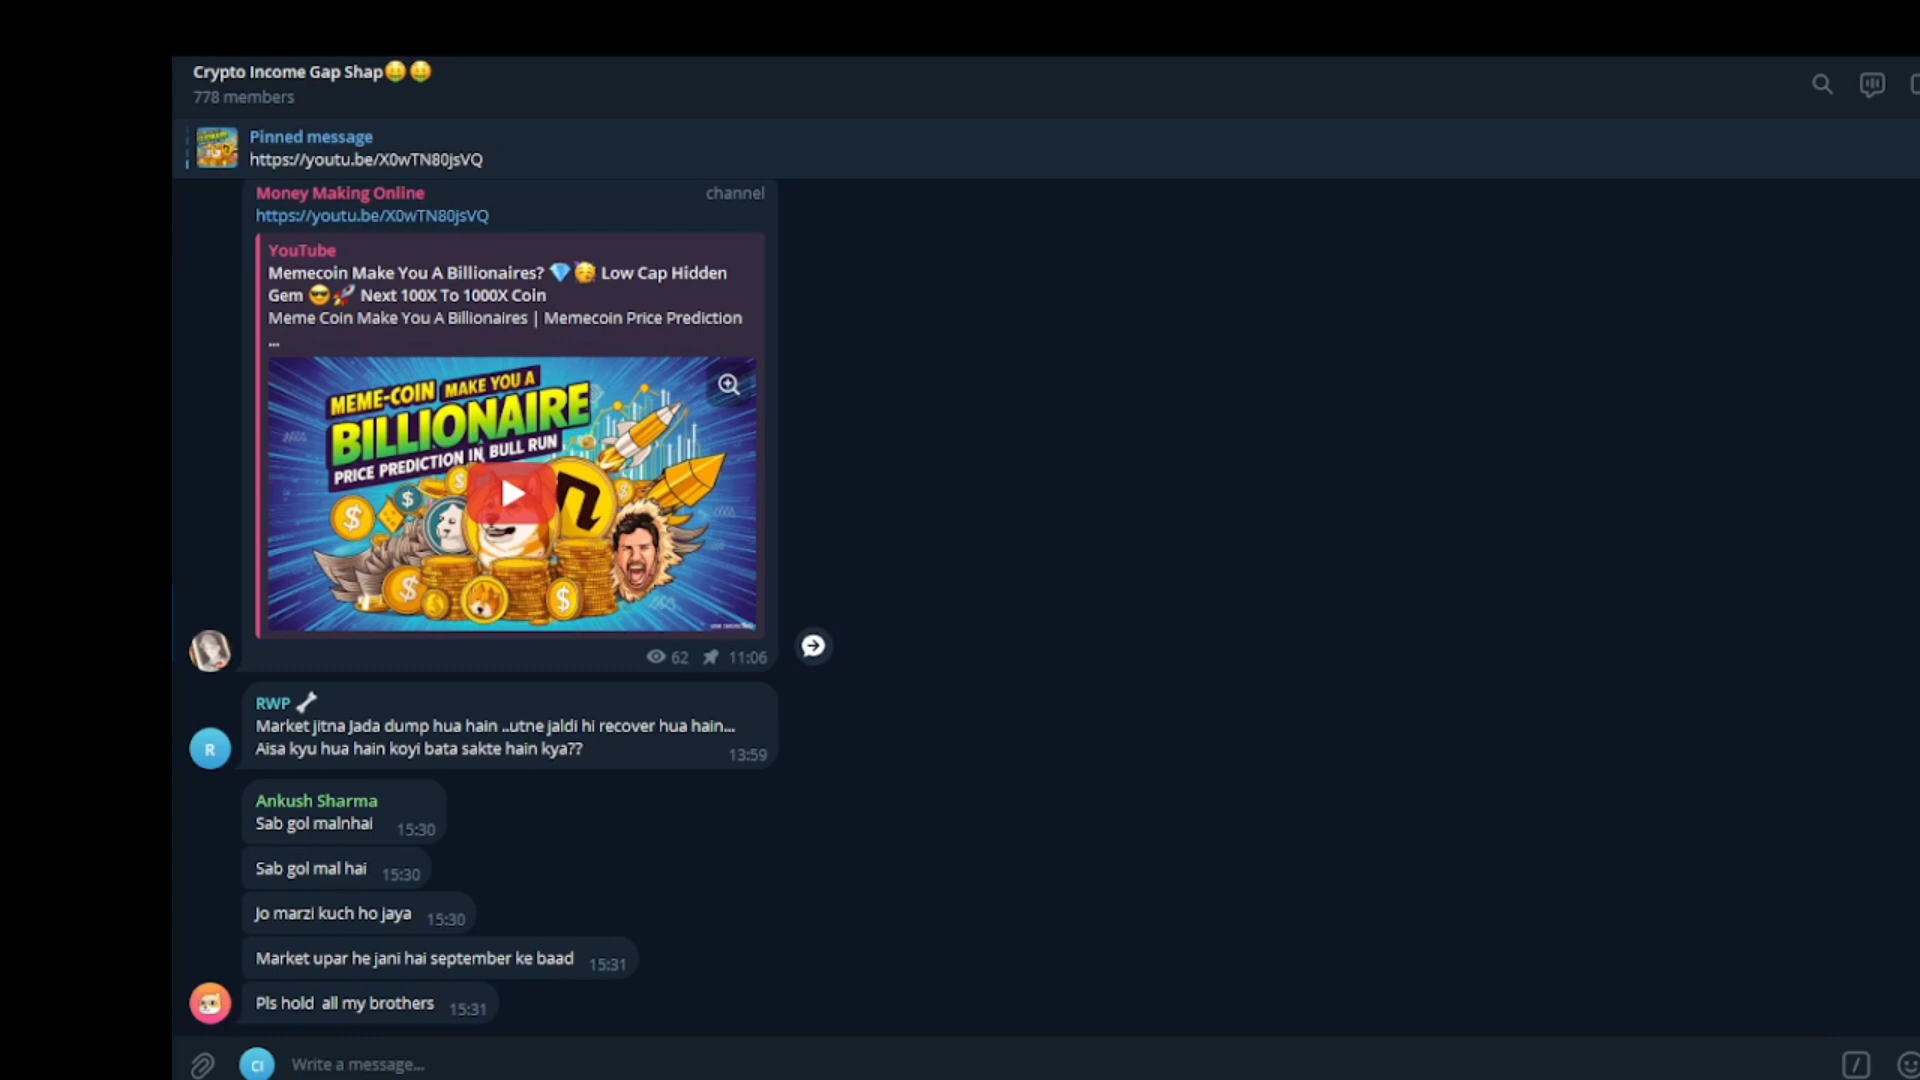 Crypto Income Gap Shap🤑🤑
778 members
Pinned message
https://youtu.be/X0wTN80jsVQ
Money Making Online channel
https://youtu.be/X0wTN80jsVQ
YouTube
Memecoin Make You A Billionaires? 💎🥳 Low Cap Hidden
Gem 😎🚀 Next 100X To 1000X Coin
Meme Coin Make You A Billionaires | Memecoin Price Prediction
...
MEME-COIN MAKE YOU A
BILLIONAIRE
PRICE PREDICTION IN BULL RUN
62 11:06
RWP 🦴
Market jitna Jada dump hua hain ..utne jaldi hi recover hua hain...
Aisa kyu hua hain koyi bata sakte hain kya??
13:59
R
Ankush Sharma
Sab gol malnhai 15:30
Sab gol mal hai 15:30
Jo marzi kuch ho jaya 15:30
Market upar he jani hai september ke baad 15:31
Pls hold all my brothers 15:31
CI Write a message...